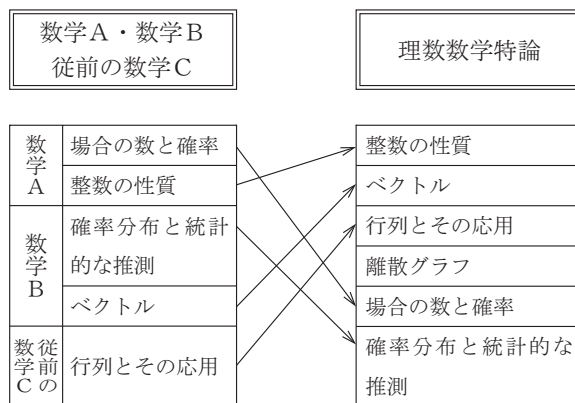 数学Ａ・数学Ｂ
従前の数学Ｃ
理数数学特論
数学Ａ
場合の数と確率
整数の性質
数学Ｂ
確率分布と統計
的な推測
ベクトル
従前の
数学Ｃ
行列とその応用
整数の性質
ベクトル
行列とその応用
離散グラフ
場合の数と確率
確率分布と統計的な
推測